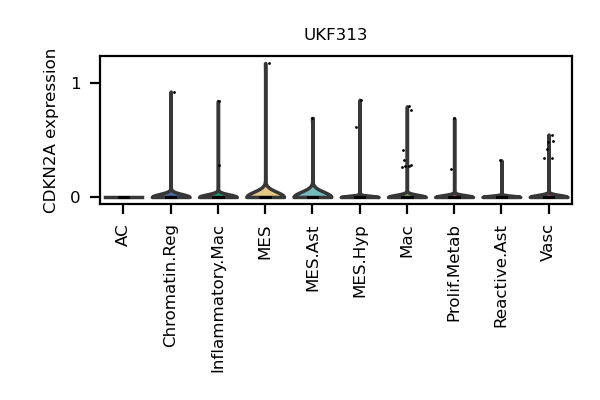 UKF313
CDKN2A expression
1
0
AC
Chromatin.Reg
Inflammatory.Mac
MES
MES.Ast
MES.Hyp
Mac
Prolif.Metab
Reactive.Ast
Vasc